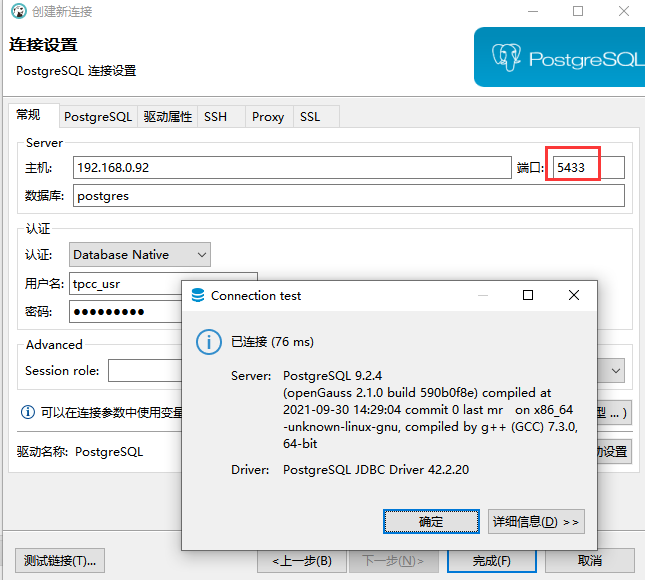 创建新连接
连接设置
PostgreSQL 连接设置
PostgreSQL
常规 PostgreSQL 驱动属性 SSH Proxy SSL
Server
主机: 192.168.0.92 端口: 5433
数据库: postgres
认证
认证: Database Native
用户名: tpcc_usr
密码: ●●●●●●●●●
Advanced
Session role:
可以在连接参数中使用变量
型 ... )
驱动名称: PostgreSQL
动设置
Connection test
已连接 (76 ms)
Server: PostgreSQL 9.2.4
(openGauss 2.1.0 build 590b0f8e) compiled at
2021-09-30 14:29:04 commit 0 last mr on x86_64
-unknown-linux-gnu, compiled by g++ (GCC) 7.3.0,
64-bit
Driver: PostgreSQL JDBC Driver 42.2.20
确定 详细信息(D) >>
测试链接(T)... <上一步(B) 下一步(N)> 完成(F) 取消